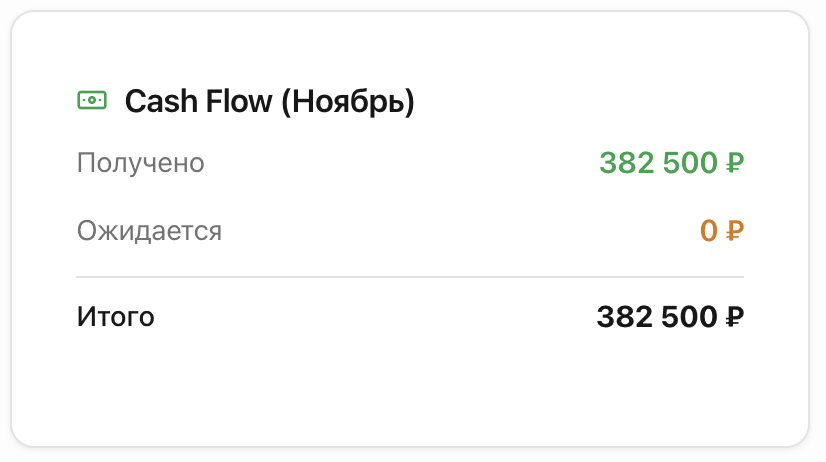 Cash Flow (Ноябрь)
Получено 382 500 ₽
Ожидается 0 ₽
Итого 382 500 ₽